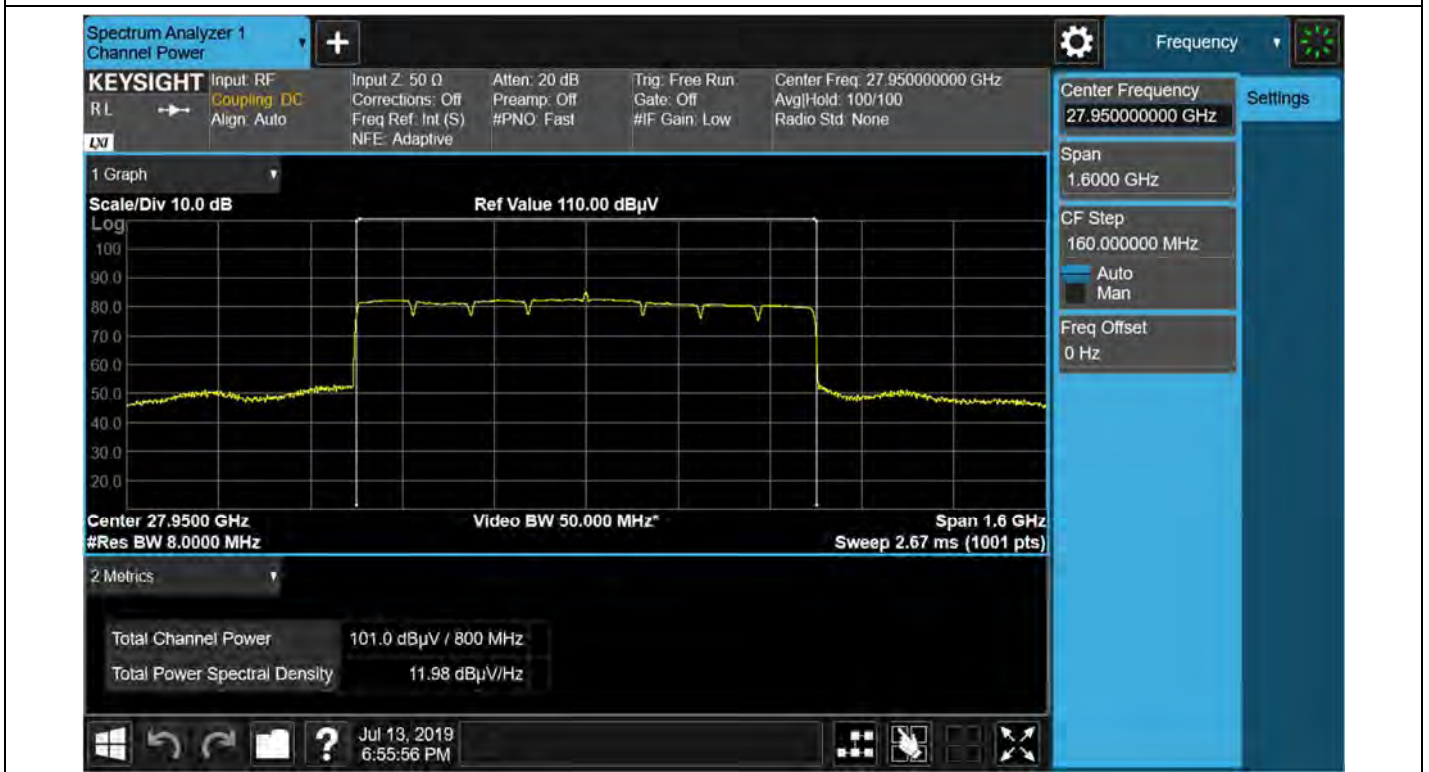 Spectrum Analyzer 1
Channel Power
+
Frequency
KEYSIGHT Input: RF Input Z: 50 Ω Atten: 20 dB Trig: Free Run Center Freq: 27.950000000 GHz
RL Coupling: DC Corrections: Off Preamp: Off Gate: Off Avg|Hold: 100/100
Align: Auto Freq Ref: Int (S) #PNO: Fast #IF Gain: Low Radio Std: None
LXI NFE: Adaptive
Center Frequency
27.950000000 GHz
Settings
Span
1.6000 GHz
CF Step
160.000000 MHz
Auto
Man
Freq Offset
0 Hz
1 Graph
Scale/Div 10.0 dB Ref Value 110.00 dBµV
Log
100
90.0
80.0
70.0
60.0
50.0
40.0
30.0
20.0
Center 27.9500 GHz Video BW 50.000 MHz* Span 1.6 GHz
#Res BW 8.0000 MHz Sweep 2.67 ms (1001 pts)
2 Metrics
Total Channel Power 101.0 dBµV / 800 MHz
Total Power Spectral Density 11.98 dBµV/Hz
?
Jul 13, 2019
6:55:56 PM